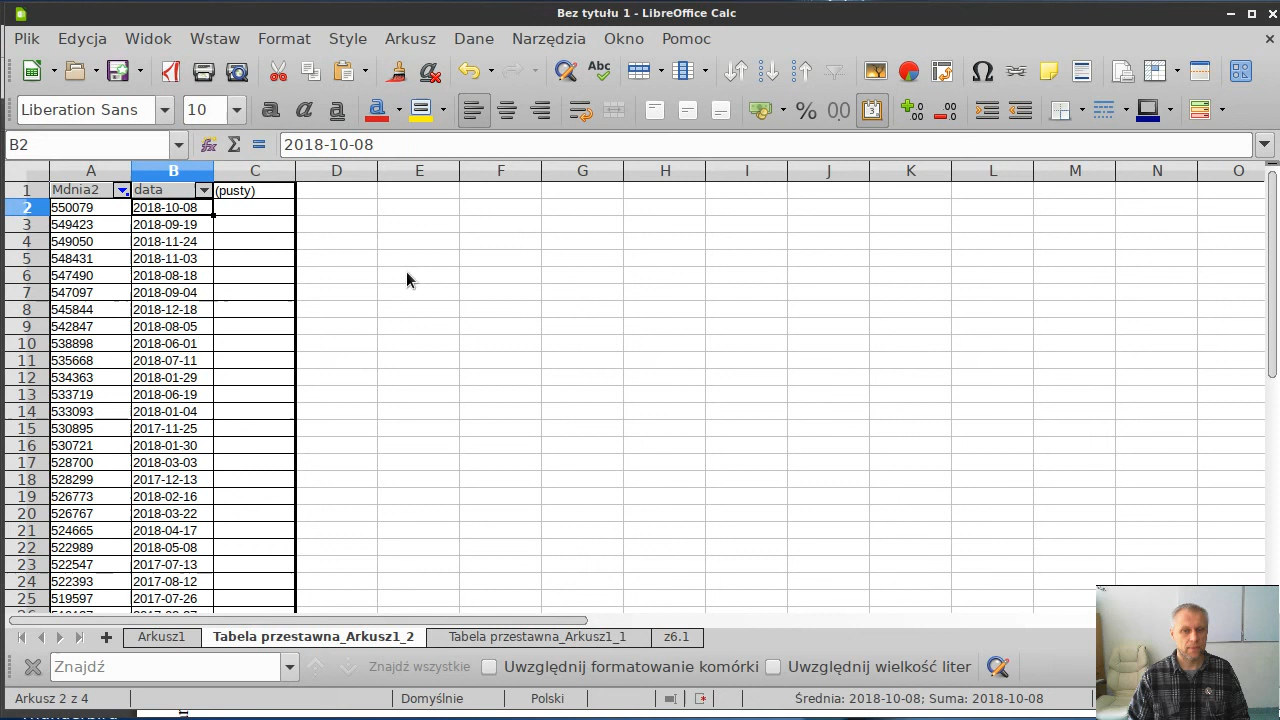 Bez tytułu 1 - LibreOffice Calc
Plik Edycja Widok Wstaw Format Style Arkusz Dane Narzędzia Okno Pomoc
Abc
Liberation Sans 10
B2 2018-10-08
A B C D E F G H I J K L M N O
1 Mdnia2 data (pusty)
2 550079 2018-10-08
3 549423 2018-09-19
4 549050 2018-11-24
5 548431 2018-11-03
6 547490 2018-08-18
7 547097 2018-09-04
8 545844 2018-12-18
9 542847 2018-08-05
10 538898 2018-06-01
11 535668 2018-07-11
12 534363 2018-01-29
13 533719 2018-06-19
14 533093 2018-01-04
15 530895 2017-11-25
16 530721 2018-01-30
17 528700 2018-03-03
18 528299 2017-12-13
19 526773 2018-02-16
20 526767 2018-03-22
21 524665 2018-04-17
22 522989 2018-05-08
23 522547 2017-07-13
24 522393 2017-08-12
25 519597 2017-07-26
Arkusz1 Tabela przestawna_Arkusz1_2 Tabela przestawna_Arkusz1_1 z6.1
Znajdź Znajdź wszystkie Uwzględnij formatowanie komórki Uwzględnij wielkość liter
Arkusz 2 z 4 Domyślnie Polski Średnia: 2018-10-08; Suma: 2018-10-08